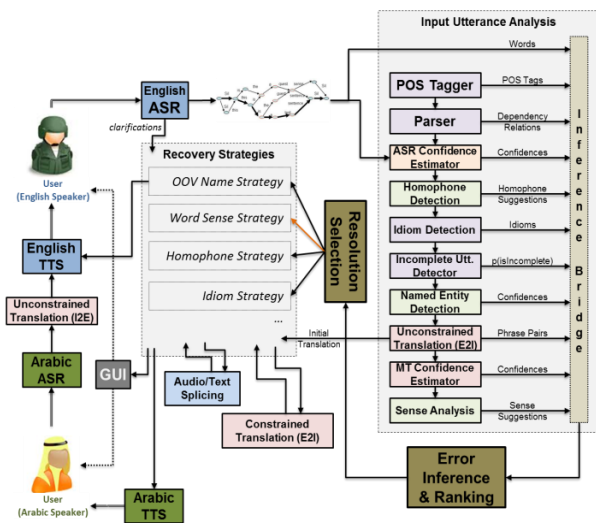 Input Utterance Analysis
English
ASR
clarifications
Words
POS Tagger
POS Tags
Parser
Dependency
Relations
ASR Confidence
Estimator
Confidences
Homophone
Detection
Homophone
Suggestions
Idiom Detection
Idioms
Incomplete Utt.
Detector
p(isIncomplete)
Named Entity
Detection
Confidences
Unconstrained
Translation (E2I)
Phrase Pairs
MT Confidence
Estimator
Confidences
Sense Analysis
Sense
Suggestions
Inference
Bridge
Recovery Strategies
OOV Name Strategy
Word Sense Strategy
Homophone Strategy
Idiom Strategy
...
Resolution
Selection
Initial
Translation
User
(English Speaker)
English
TTS
Unconstrained
Translation (I2E)
Arabic
ASR
GUI
Audio/Text
Splicing
Constrained
Translation (E2I)
Error
Inference
& Ranking
User
(Arabic Speaker)
Arabic
TTS